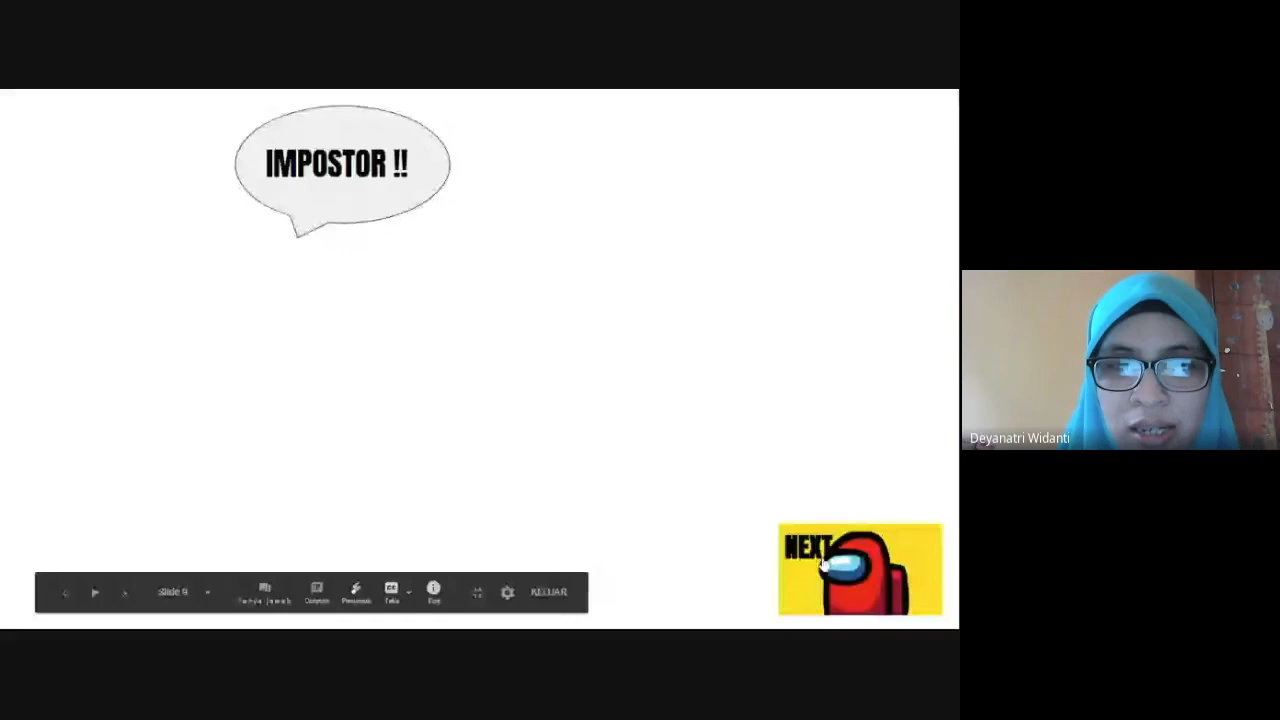 IMPOSTOR !!
NEXT
slide 9
KELUAR
Deyanatri Widanti